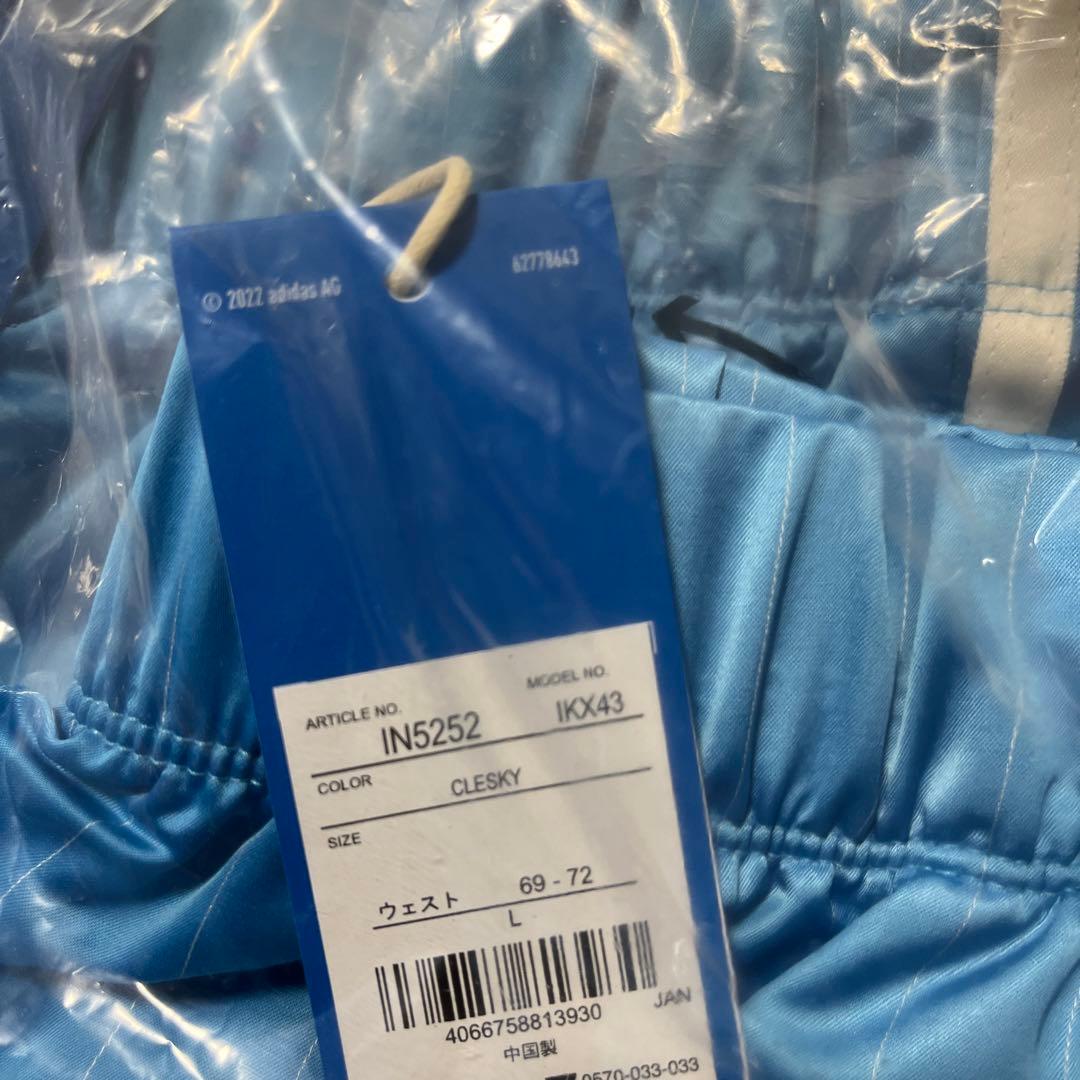 © 2022 adidas AG
62778643
ARTICLE NO.
MODEL NO.
IN5252
IKX43
COLOR
CLESKY
SIZE
ウェスト 69 - 72
L
4066758813930
JAN
中国製
0570-033-033